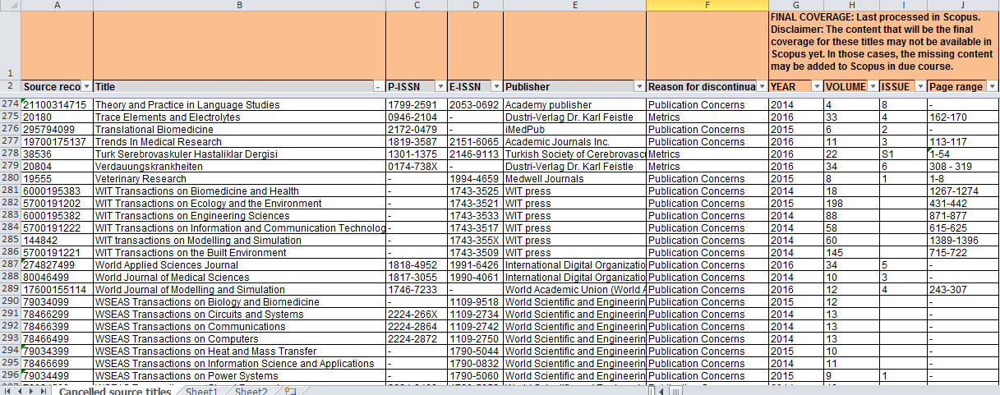 A B C D E F G H I J
1 FINAL COVERAGE: Last processed in Scopus.
Disclaimer: The content that will be the final
coverage for these titles may not be available in
Scopus yet. In those cases, the missing content
may be added to Scopus in due course.
2 Source reco Title P-ISSN E-ISSN Publisher Reason for discontinua YEAR VOLUME ISSUE Page range
274 21100314715 Theory and Practice in Language Studies 1799-2591 2053-0692 Academy publisher Publication Concerns 2014 4 8 -
275 20180 Trace Elements and Electrolytes 0946-2104 - Dustri-Verlag Dr. Karl Feistle Metrics 2016 33 4 162-170
276 295794099 Translational Biomedicine 2172-0479 - iMedPub Publication Concerns 2015 6 2 -
277 19700175137 Trends In Medical Research 1819-3587 2151-6065 Academic Journals Inc. Publication Concerns 2016 11 3 113-117
278 38536 Turk Serebrovaskuler Hastaliklar Dergisi 1301-1375 2146-9113 Turkish Society of Cerebrovasc Metrics 2016 22 S1 1-54
279 20804 Verdauungskrankheiten 0174-738X - Dustri-Verlag Dr. Karl Feistle Metrics 2016 34 6 308 - 319
280 19555 Veterinary Research - 1994-4659 Medwell Journals Publication Concerns 2015 8 1 1-8
281 6000195383 WIT Transactions on Biomedicine and Health - 1743-3525 WIT press Publication Concerns 2014 18 1267-1274
282 5700191202 WIT Transactions on Ecology and the Environment - 1743-3521 WIT press Publication Concerns 2015 198 431-442
283 6000195382 WIT Transactions on Engineering Sciences - 1743-3533 WIT press Publication Concerns 2014 88 871-877
284 5700191222 WIT Transactions on Information and Communication Technolog - 1743-3517 WIT press Publication Concerns 2014 58 615-625
285 144842 WIT transactions on Modelling and Simulation - 1743-355X WIT press Publication Concerns 2014 60 1389-1396
286 5700191221 WIT Transactions on the Built Environment - 1743-3509 WIT press Publication Concerns 2014 145 715-722
287 274827499 World Applied Sciences Journal 1818-4952 1991-6426 International Digital Organizatio Publication Concerns 2016 34 5 -
288 80046499 World Journal of Medical Sciences 1817-3055 1990-4061 International Digital Organizatio Publication Concerns 2014 10 3 -
289 17600155114 World Journal of Modelling and Simulation 1746-7233 - World Academic Union (World A Publication Concerns 2016 12 4 243-307
290 79034099 WSEAS Transactions on Biology and Biomedicine - 1109-9518 World Scientific and Engineerin Publication Concerns 2015 12 -
291 78466299 WSEAS Transactions on Circuits and Systems 2224-266X 1109-2734 World Scientific and Engineerin Publication Concerns 2014 13 -
292 78466399 WSEAS Transactions on Communications 2224-2864 1109-2742 World Scientific and Engineerin Publication Concerns 2014 13 -
293 78466499 WSEAS Transactions on Computers 2224-2872 1109-2750 World Scientific and Engineerin Publication Concerns 2014 13 -
294 79034399 WSEAS Transactions on Heat and Mass Transfer - 1790-5044 World Scientific and Engineerin Publication Concerns 2015 10 -
295 78466699 WSEAS Transactions on Information Science and Applications - 1790-0832 World Scientific and Engineerin Publication Concerns 2014 11 -
296 79034499 WSEAS Transactions on Power Systems - 1790-5060 World Scientific and Engineerin Publication Concerns 2015 9 1 -
Cancelled source titles Sheet1 Sheet2